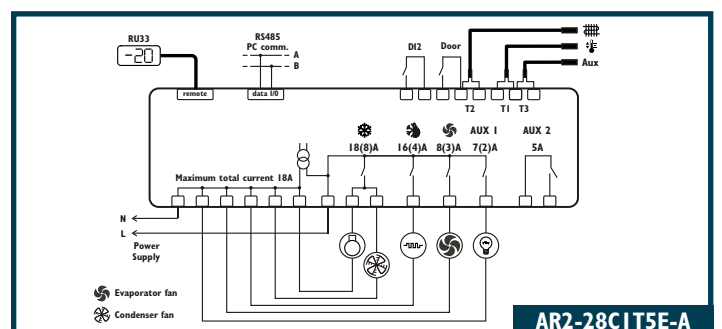 RU33
-20
RS485
PC comm.
A
B
DI2
Door
Aux
remote
data I/O
T2
T1
T3
AUX 1
AUX 2
18(8)A
16(4)A
8(3)A
7(2)A
5A
Maximum total current 18A
N
L
Power
Supply
Evaporator fan
Condenser fan
AR2-28C1T5E-A